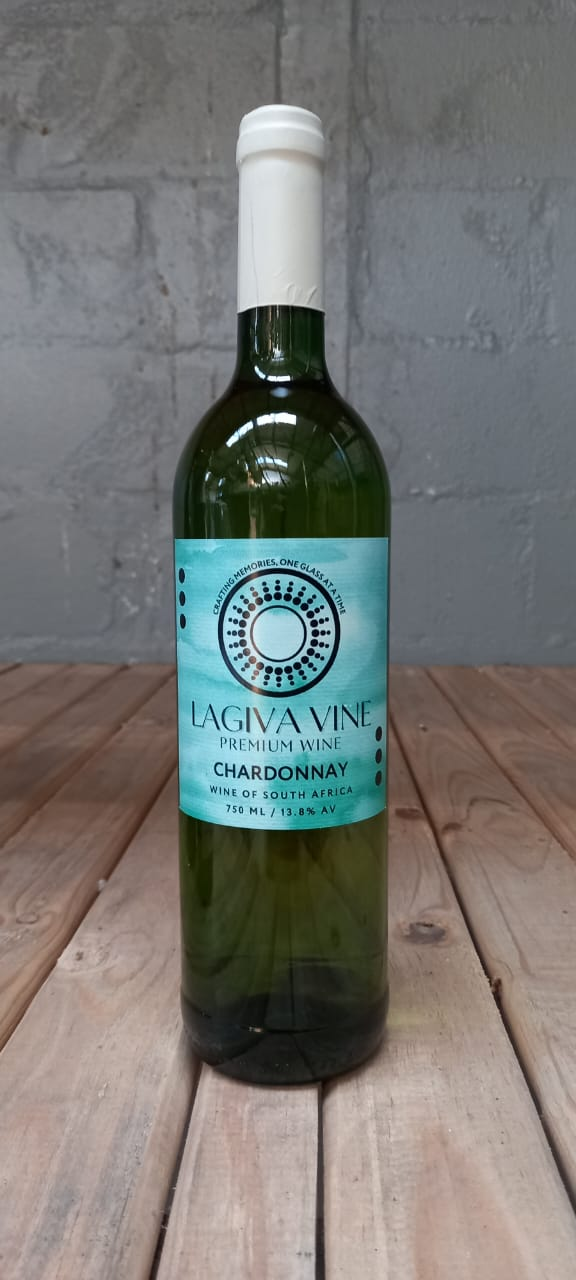 CRAFTING MEMORIES, ONE GLASS AT A TIME
LAGIVA VINE
PREMIUM WINE
CHARDONNAY
WINE OF SOUTH AFRICA
750 ML / 13.8% AV